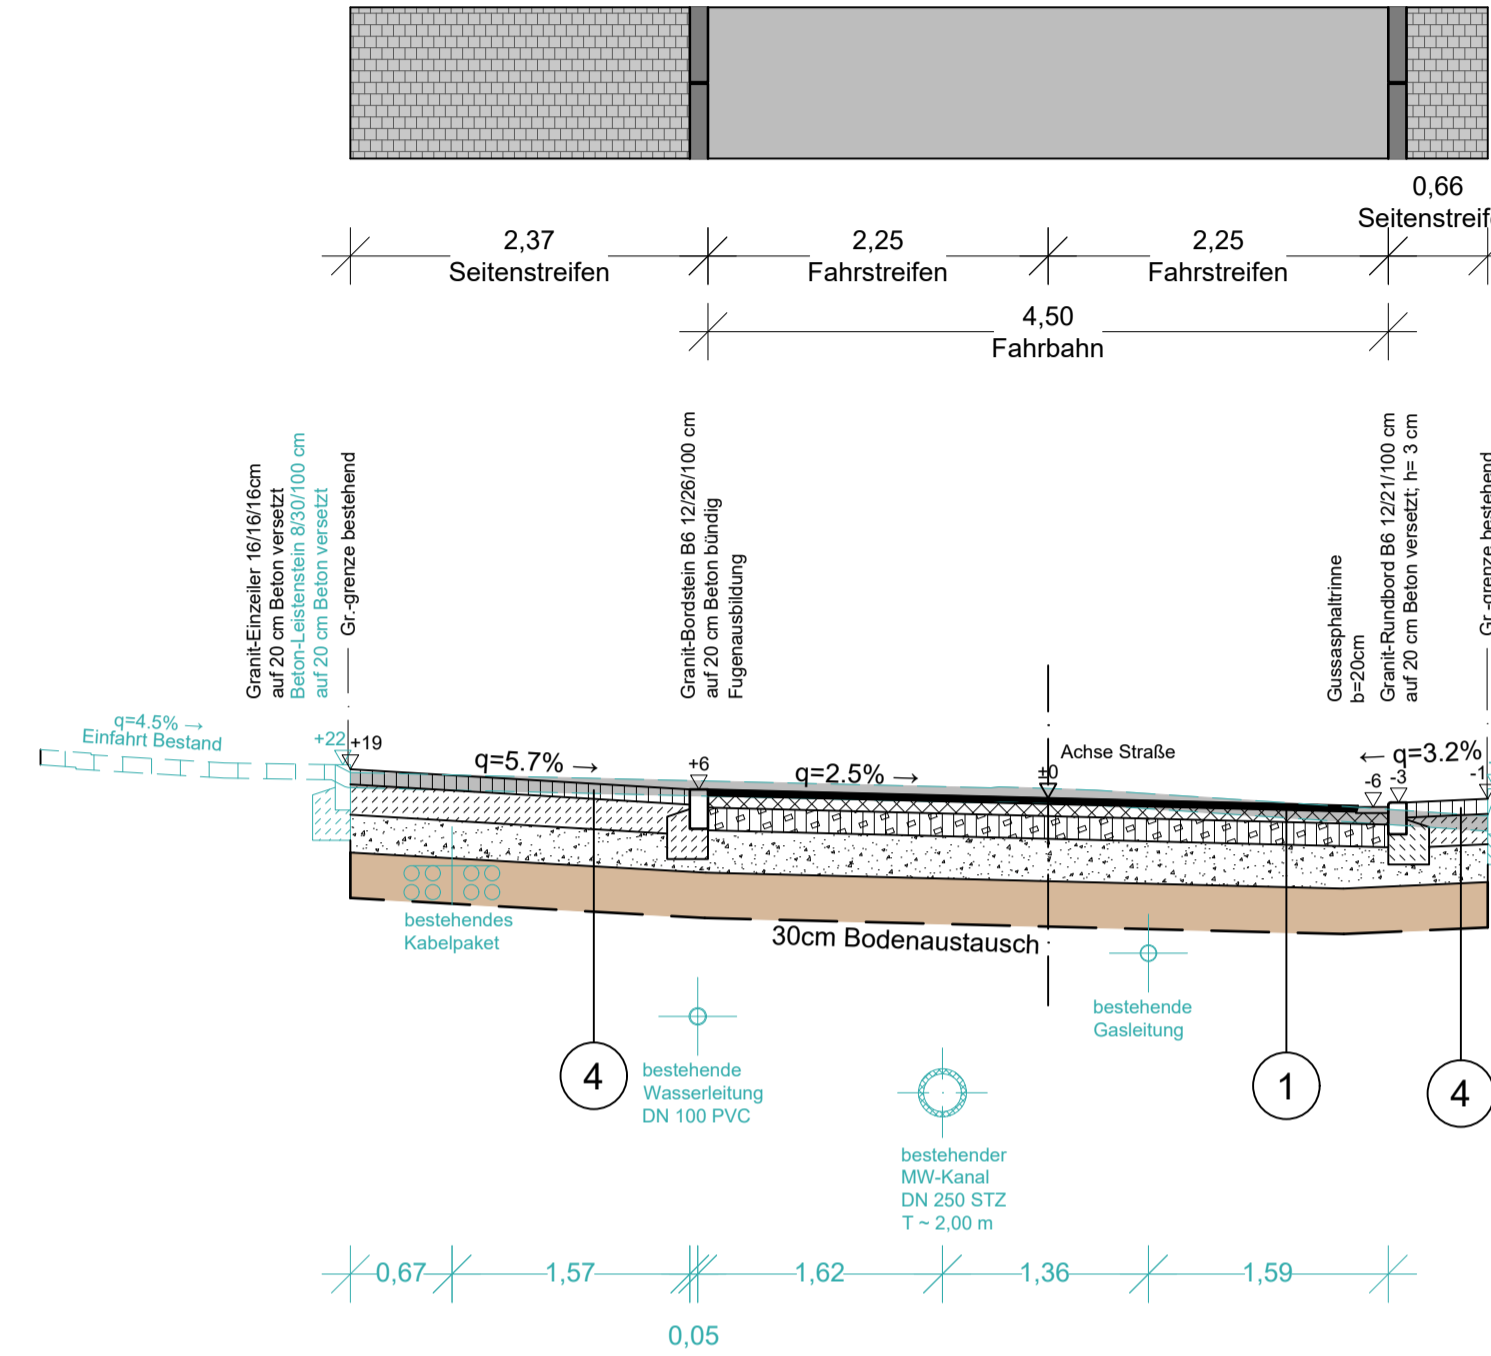 0,66
Seitenstreif
2,37
Seitenstreifen
2,25
Fahrstreifen
2,25
Fahrstreifen
4,50
Fahrbahn
Granit-Einzeiler 16/16/16cm
auf 20 cm Beton versetzt
Beton-Leistenstein 8/30/100 cm
auf 20 cm Beton versetzt
Gr.-grenze bestehend
Granit-Bordstein B6 12/26/100 cm
auf 20 cm Beton bündig
Fugenausbildung
Gussasphaltrinne
b=20cm
Granit-Rundbord B6 12/21/100 cm
auf 20 cm Beton versetzt; h= 3 cm
Gr.-grenze bestehend
q=4.5% →
Einfahrt Bestand
+22
+19
q=5.7% →
+6
q=2.5% →
±0
Achse Straße
← q=3.2%
-6
-3
-1
bestehendes
Kabelpaket
30cm Bodenaustausch
bestehende
Gasleitung
4
bestehende
Wasserleitung
DN 100 PVC
1
4
bestehender
MW-Kanal
DN 250 STZ
T ~ 2,00 m
0,67
1,57
1,62
1,36
1,59
0,05